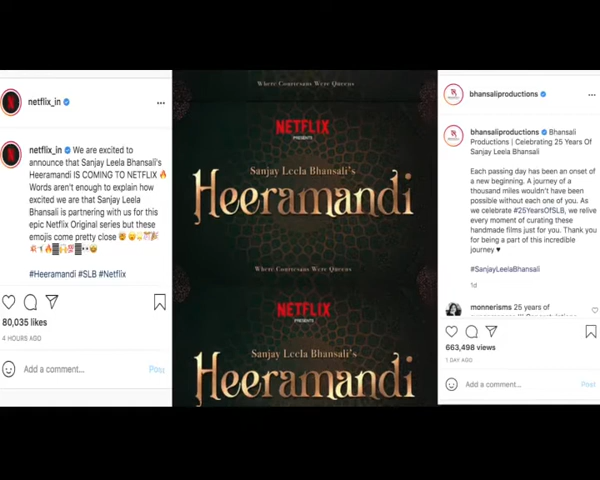 netflix_in
...
netflix_in We are excited to
announce that Sanjay Leela Bhansali's
Heeramandi IS COMING TO NETFLIX 🔥
Words aren't enough to explain how
excited we are that Sanjay Leela
Bhansali is partnering with us for this
epic Netflix Original series but these
emojis come pretty close
#Heeramandi #SLB #Netflix
80,035 likes
4 HOURS AGO
Add a comment...
Where Courtesans Were Queens
NETFLIX
PRESENTS
Sanjay Leela Bhansali's
Heeramandi
Where Courtesans Were Queens
NETFLIX
PRESENTS
Sanjay Leela Bhansali's
Heeramandi
bhansaliproductions
...
bhansaliproductions Bhansali
Productions | Celebrating 25 Years Of
Sanjay Leela Bhansali
Each passing day has been an onset of
a new beginning. A journey of a
thousand miles wouldn't have been
possible without each one of you. As
we celebrate #25YearsOfSLB, we relive
every moment of curating these
handmade films just for you. Thank you
for being a part of this incredible
journey ♥
#SanjayLeelaBhansali
1d
monnerisms 25 years of
663,498 views
1 DAY AGO
Add a comment...
Post